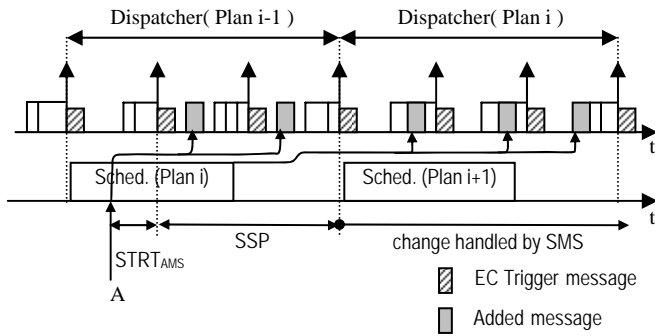 Dispatcher( Plan i-1 ) Dispatcher( Plan i )
t
Sched. (Plan i) Sched. (Plan i+1)
t
SSP change handled by SMS
STRTAMS
EC Trigger message
A
Added message